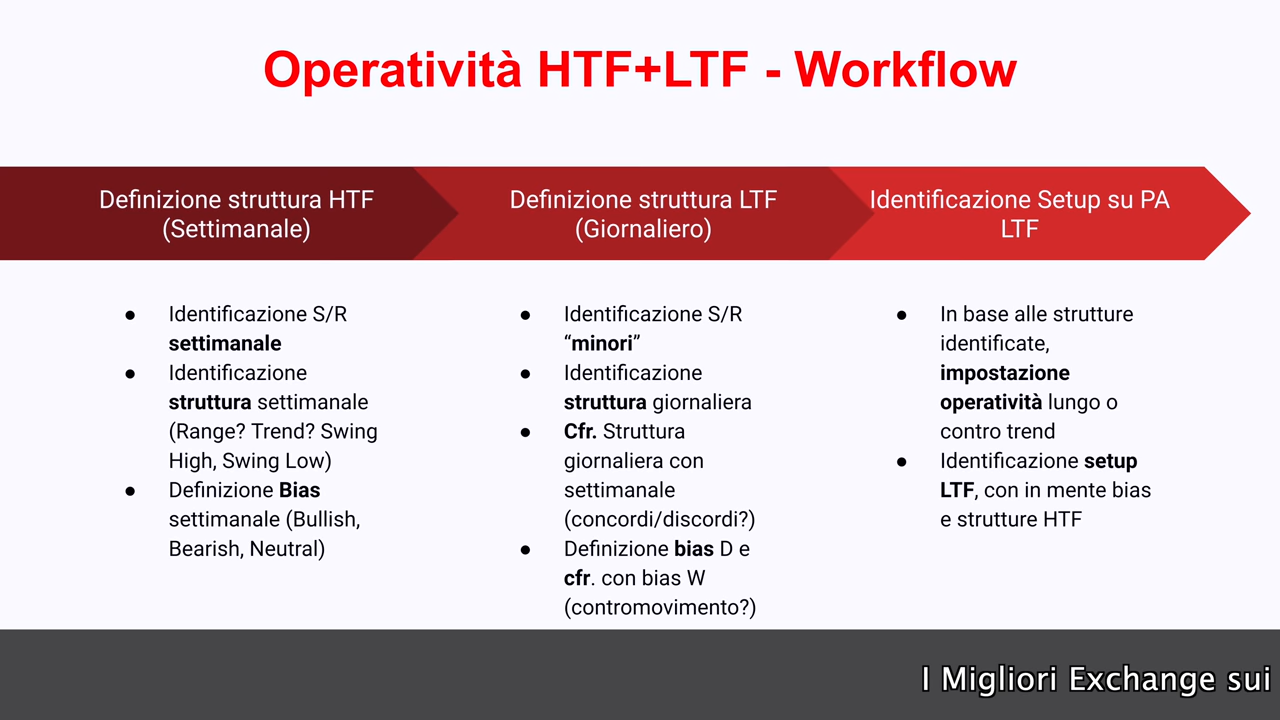 Operatività HTF+LTF - Workflow
Definizione struttura HTF
(Settimanale)
Definizione struttura LTF
(Giornaliero)
Identificazione Setup su PA
LTF
● Identificazione S/R
settimanale
● Identificazione
struttura settimanale
(Range? Trend? Swing
High, Swing Low)
● Definizione Bias
settimanale (Bullish,
Bearish, Neutral)
● Identificazione S/R
“minori”
● Identificazione
struttura giornaliera
● Cfr. Struttura
giornaliera con
settimanale
(concordi/discordi?)
● Definizione bias D e
cfr. con bias W
(contromovimento?)
● In base alle strutture
identificate,
impostazione
operatività lungo o
contro trend
● Identificazione setup
LTF, con in mente bias
e strutture HTF
I Migliori Exchange sui